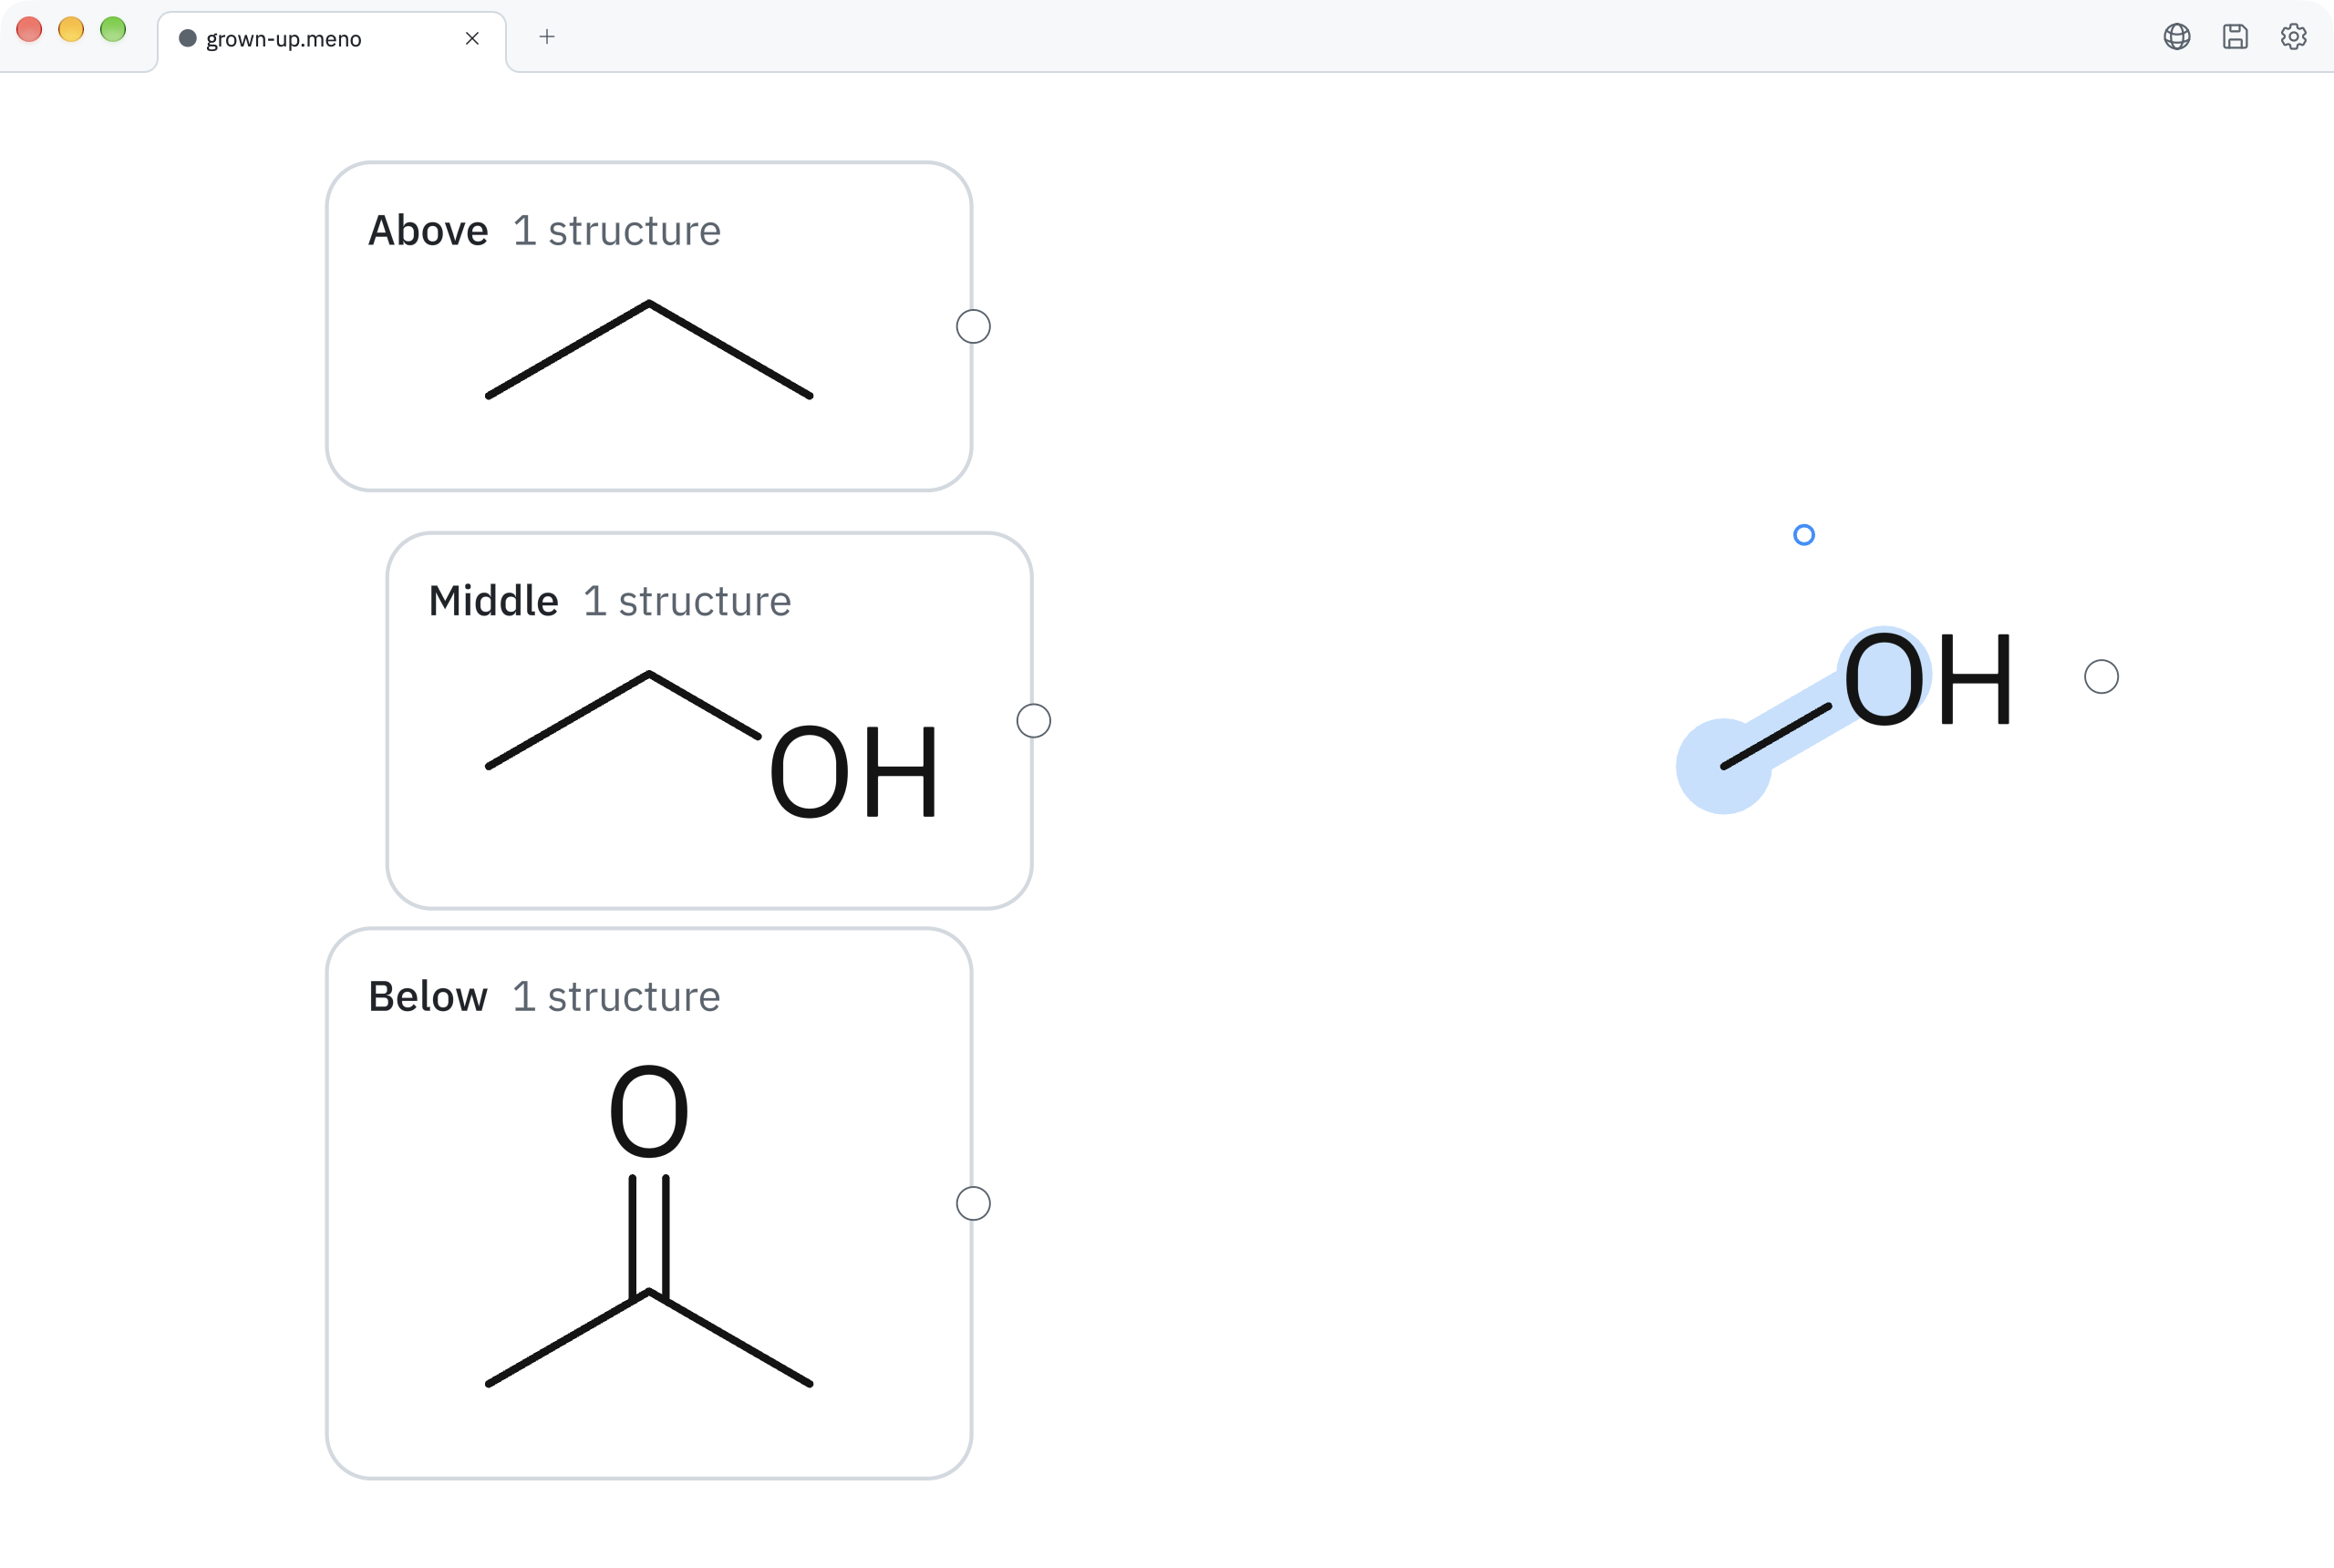 grown-up.meno
Above 1 structure
Middle 1 structure
OH
OH
Below 1 structure
O